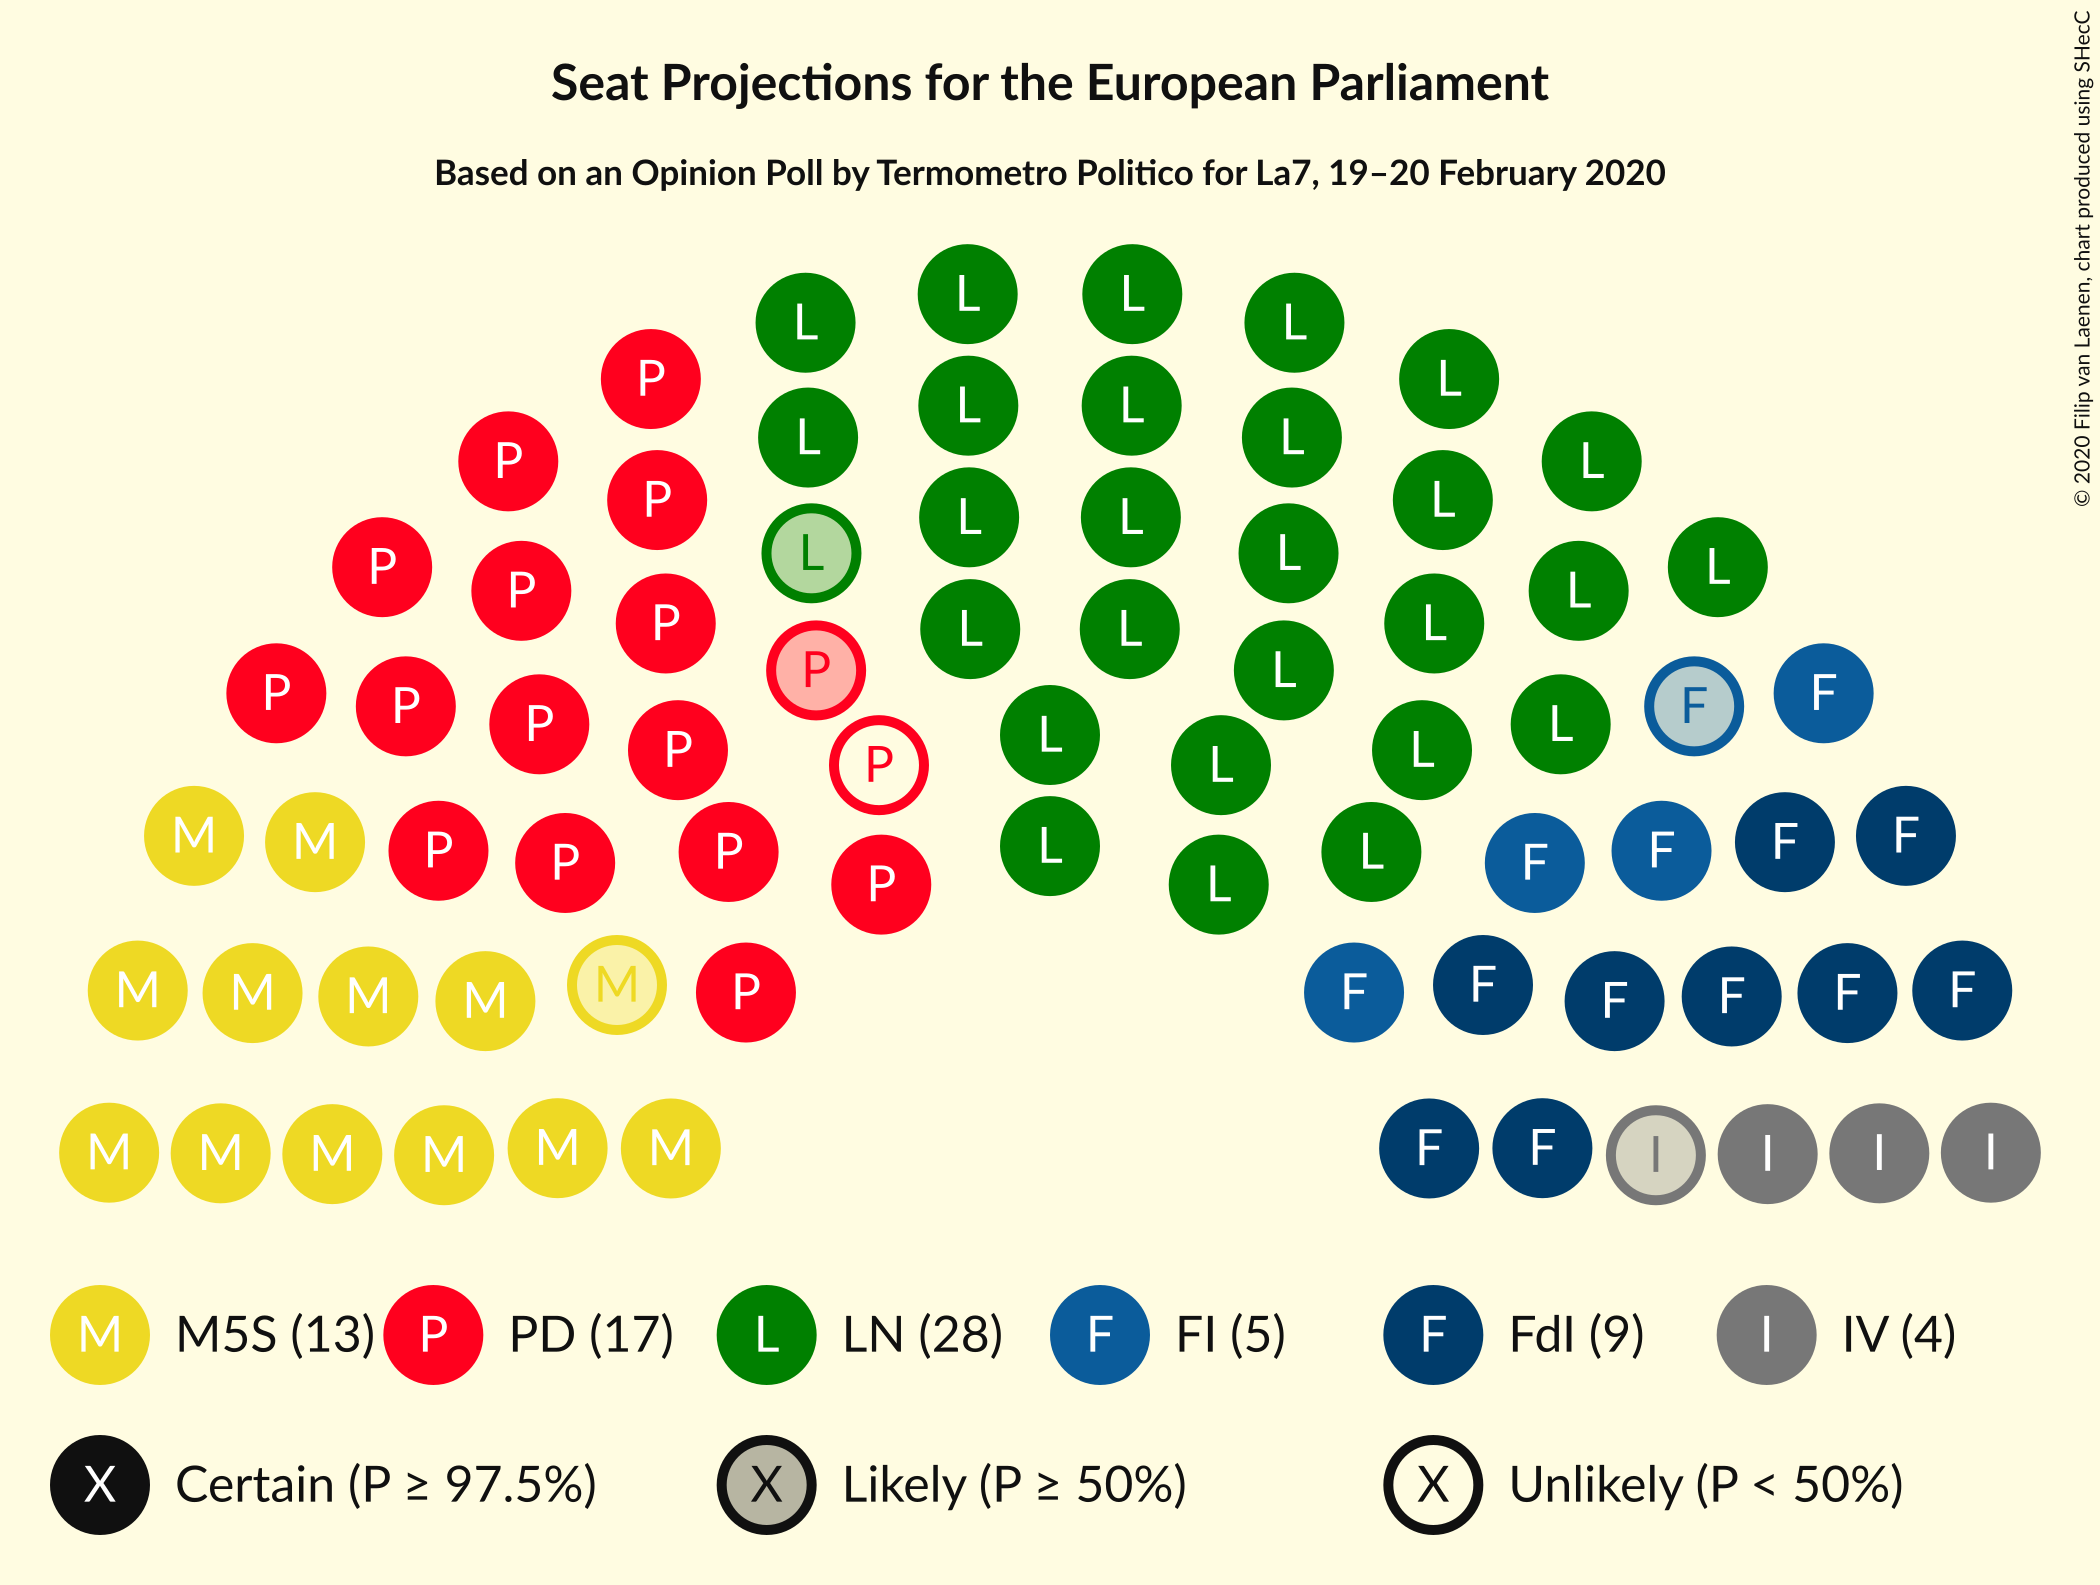 Seat Projections for the European Parliament
Based on an Opinion Poll by Termometro Politico for La7, 19–20 February 2020
© 2020 Filip van Laenen, chart produced using SHecC
L L L L
P L
P L L L L L
P P L
P L L L L L
P P L L
P P L L L L
P P P P L L L F F
P P L L L
M M P P P P L L L F F F F
M M M M M P F F F F F F
M M M M M M F F I I I I
M M5S (13) P PD (17) L LN (28) F FI (5) F FdI (9) I IV (4)
X Certain (P ≥ 97.5%) X Likely (P ≥ 50%) X Unlikely (P < 50%)